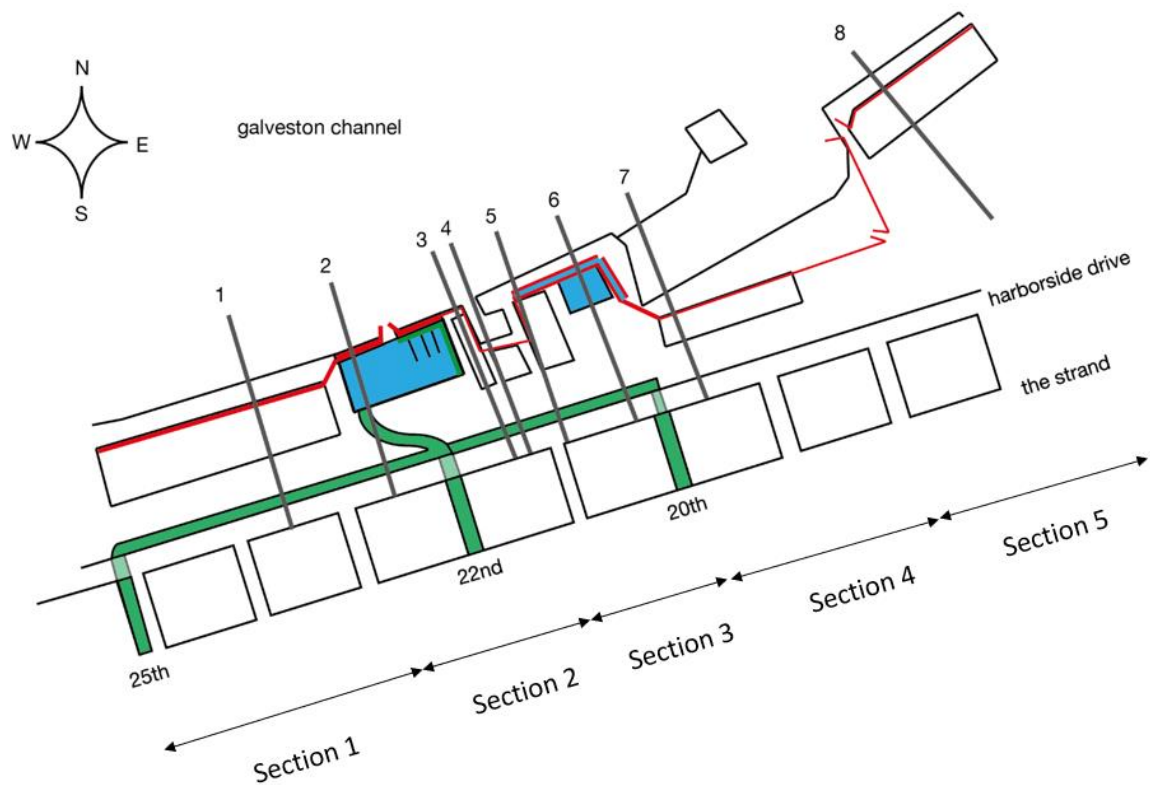 8
N
galveston channel
W
E
S
7
6
5
4
3
2
1
harborside drive
the strand
20th
22nd
25th
Section 5
Section 4
Section 3
Section 2
Section 1